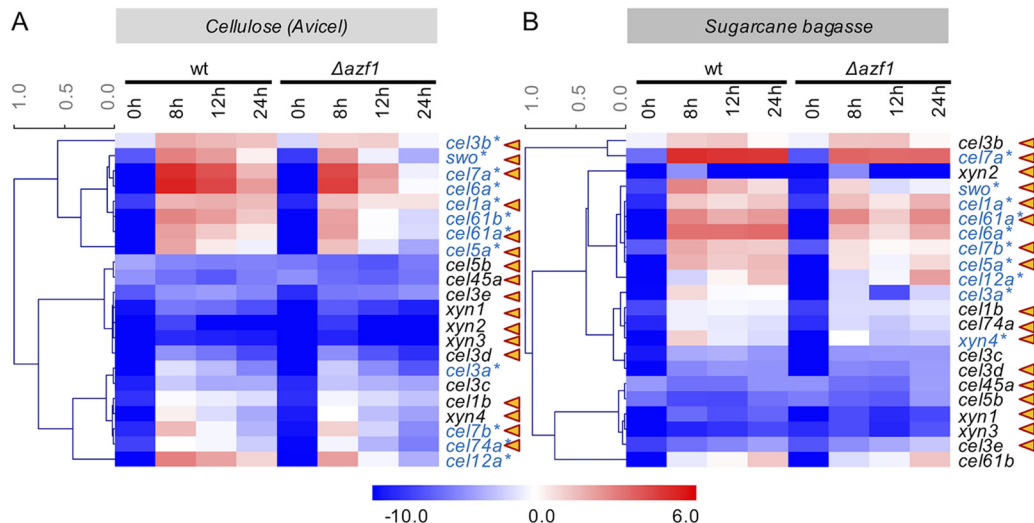 A
Cellulose (Avicel)
wt
Δazf1
1.0
0.5
0.0
0h
8h
12h
24h
0h
8h
12h
24h
cel3b*
swo*
cel7a*
cel6a*
cel1a*
cel61b*
cel61a*
cel5a*
cel5b
cel45a
cel3e
xyn1
xyn2
xyn3
cel3d
cel3a*
cel3c
cel1b
xyn4
cel7b*
cel74a*
cel12a*
B
Sugarcane bagasse
wt
Δazf1
1.0
0.5
0.0
0h
8h
12h
24h
0h
8h
12h
24h
cel3b
cel7a*
xyn2
swo*
cel1a*
cel61a*
cel6a*
cel7b*
cel5a*
cel12a*
cel3a*
cel1b
cel74a
xyn4*
cel3c
cel3d
cel45a
cel5b
xyn1
xyn3
cel3e
cel61b
-10.0 0.0 6.0